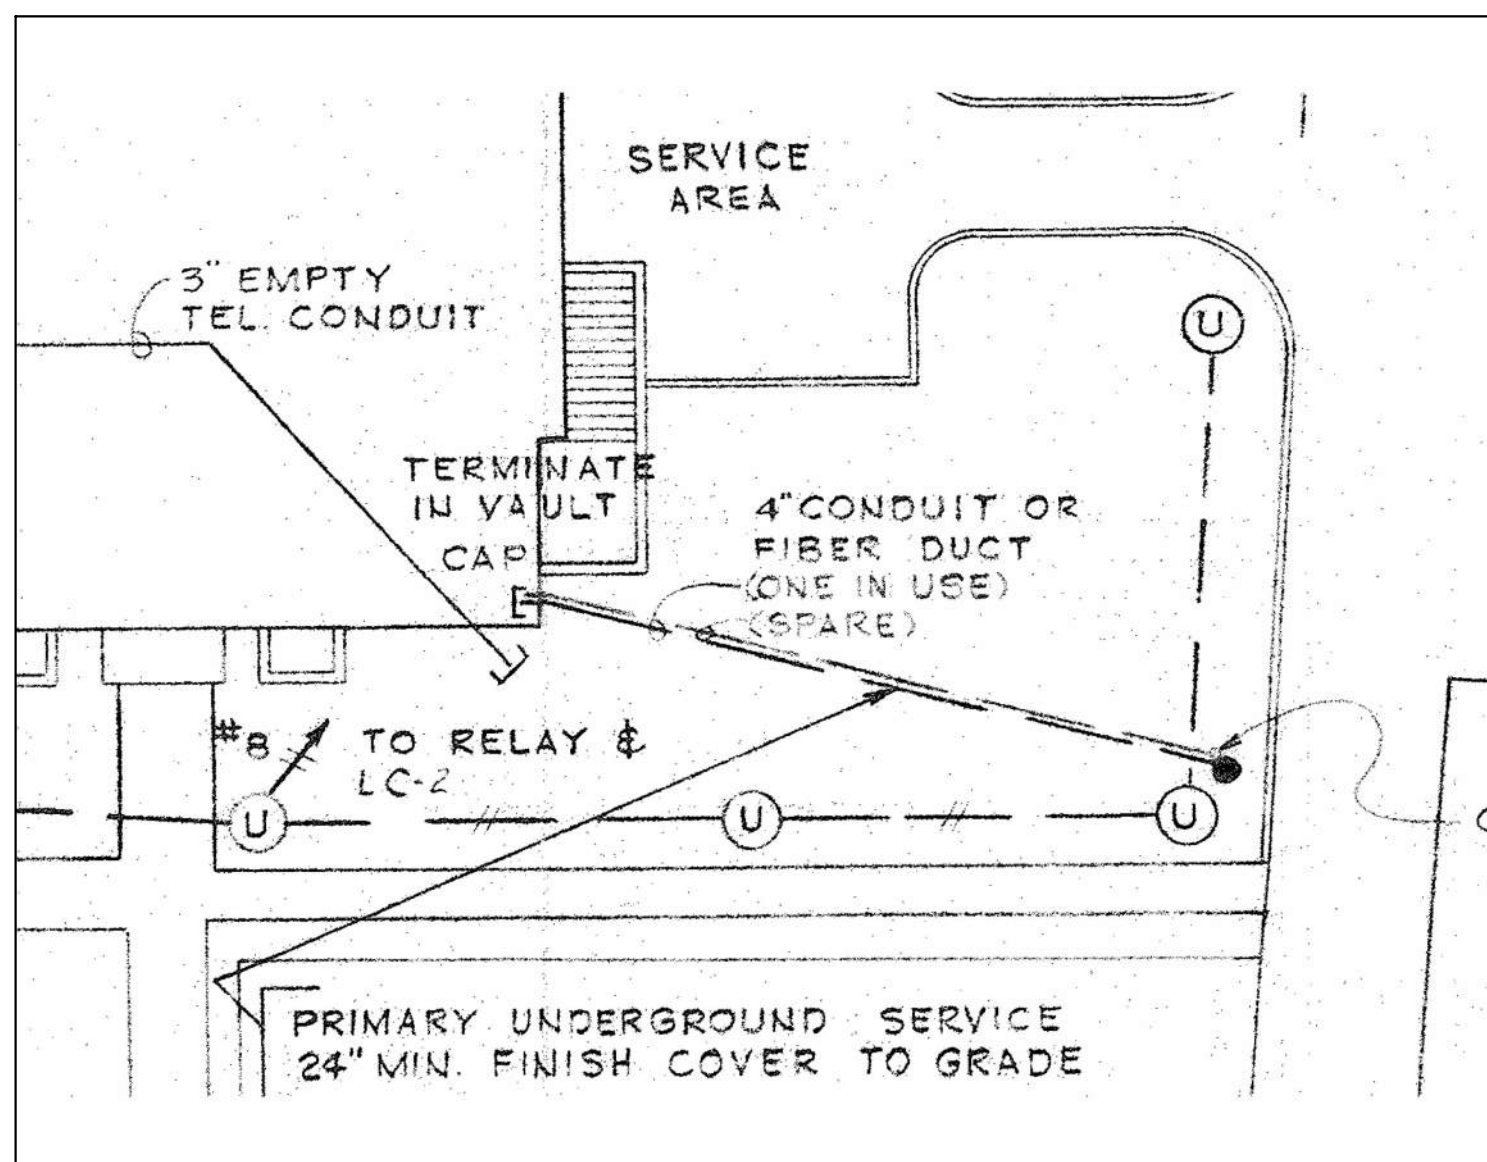 SERVICE
AREA
3" EMPTY
TEL. CONDUIT
TERMINATE
IN VAULT
CAP
4" CONDUIT OR
FIBER DUCT
(ONE IN USE)
(SPARE)
U
#8
TO RELAY &
LC-2
U
U
U
PRIMARY UNDERGROUND SERVICE
24" MIN. FINISH COVER TO GRADE